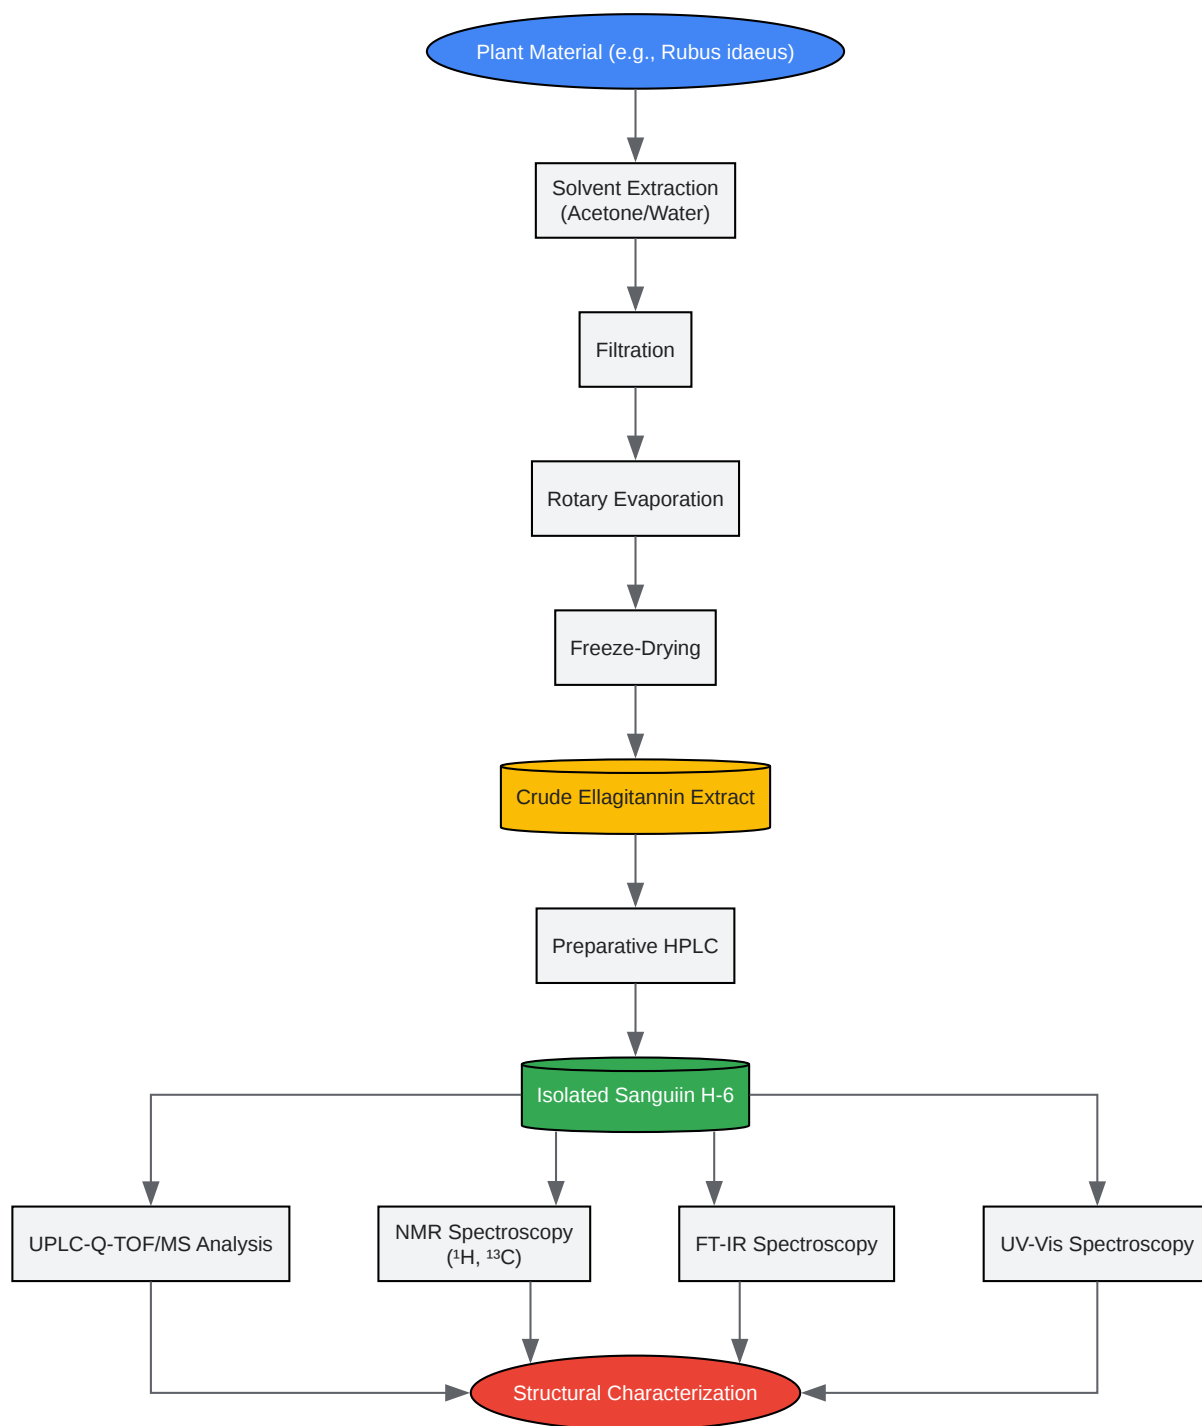 Plant Material (e.g., Rubus idaeus)
Solvent Extraction
(Acetone/Water)
Filtration
Rotary Evaporation
Freeze-Drying
Crude Ellagitannin Extract
Preparative HPLC
Isolated Sanguiin H-6
UPLC-Q-TOF/MS Analysis
NMR Spectroscopy
(¹H, ¹³C)
FT-IR Spectroscopy
UV-Vis Spectroscopy
Structural Characterization